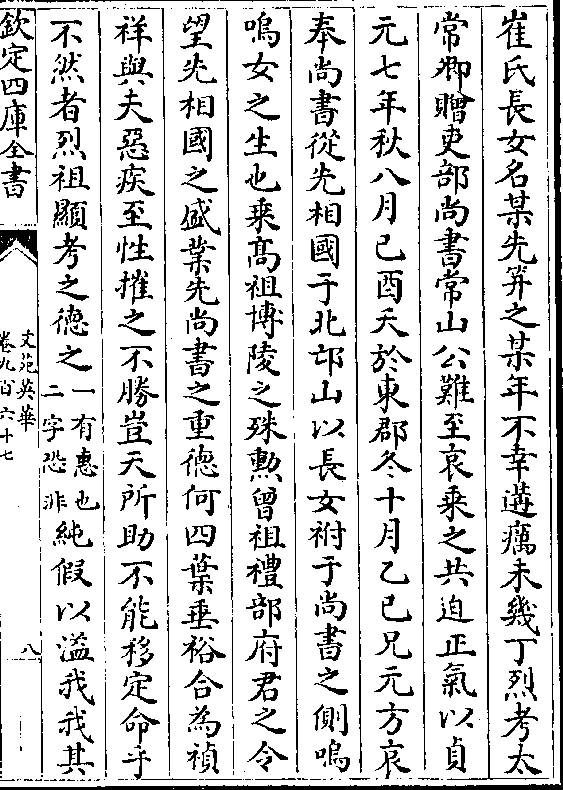 崔氏長女名某先笄之某年不幸遘癘未幾丁烈考太
常卿贈吏部尚書常山公難至哀乗之共迫正氣以貞
元七年秋八月己酉夭於東郡冬十月乙巳兄元方哀
奉尚書從先相國于北邙山以長女祔于尚書之側嗚
嗚女之生也乗髙祖博陵之殊勲曾祖禮部府君之令
望先相國之盛業先尚書之重德何四葉垂裕合為禎
祥與夫惡疾至性摧之不勝豈天所助不能移定命乎
不然者烈祖顯考之德之一有惠也二字恐非純假以溢我我其
欽定四庫全書
文苑英華
卷九百六十七
八